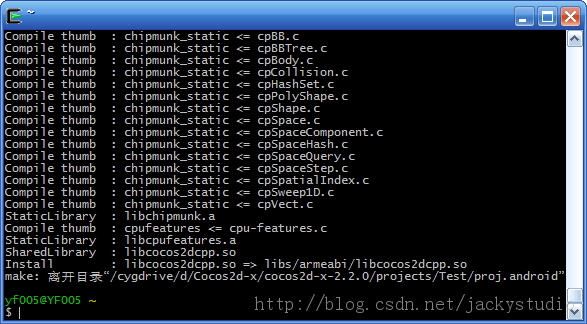 ~
Compile thumb  : chipmunk_static <= cpBB.c
Compile thumb  : chipmunk_static <= cpBBTree.c
Compile thumb  : chipmunk_static <= cpBody.c
Compile thumb  : chipmunk_static <= cpCollision.c
Compile thumb  : chipmunk_static <= cpHashSet.c
Compile thumb  : chipmunk_static <= cpPolyShape.c
Compile thumb  : chipmunk_static <= cpShape.c
Compile thumb  : chipmunk_static <= cpSpace.c
Compile thumb  : chipmunk_static <= cpSpaceComponent.c
Compile thumb  : chipmunk_static <= cpSpaceHash.c
Compile thumb  : chipmunk_static <= cpSpaceQuery.c
Compile thumb  : chipmunk_static <= cpSpaceStep.c
Compile thumb  : chipmunk_static <= cpSpatialIndex.c
Compile thumb  : chipmunk_static <= cpSweep1D.c
Compile thumb  : chipmunk_static <= cpVect.c
StaticLibrary  : libchipmunk.a
Compile thumb  : cpufeatures <= cpu-features.c
StaticLibrary  : libcpufeatures.a
SharedLibrary  : libcocos2dcpp.so
Install        : libcocos2dcpp.so => libs/armeabi/libcocos2dcpp.so
make: 离开目录“/cygdrive/d/Cocos2d-x/cocos2d-x-2.2.0/projects/Test/proj.android”
yf005@YF005 ~
$
http://blog.csdn.net/jackystudi